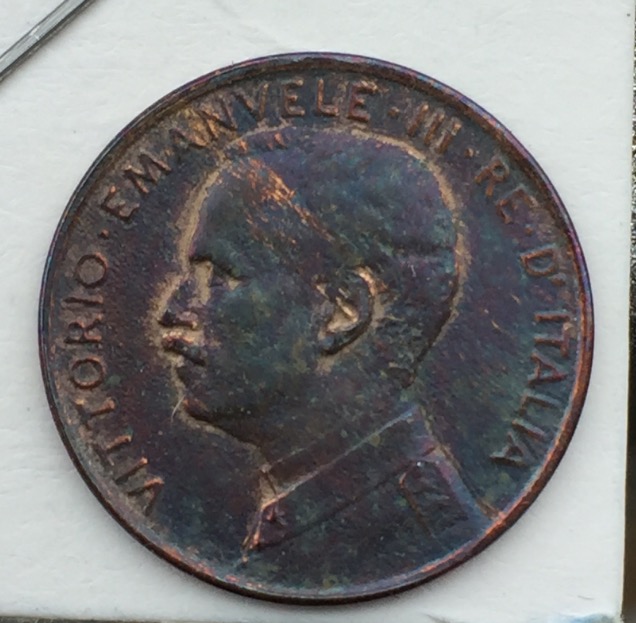 VITTORIO · EMANVELE · III · RE · D'ITALIA